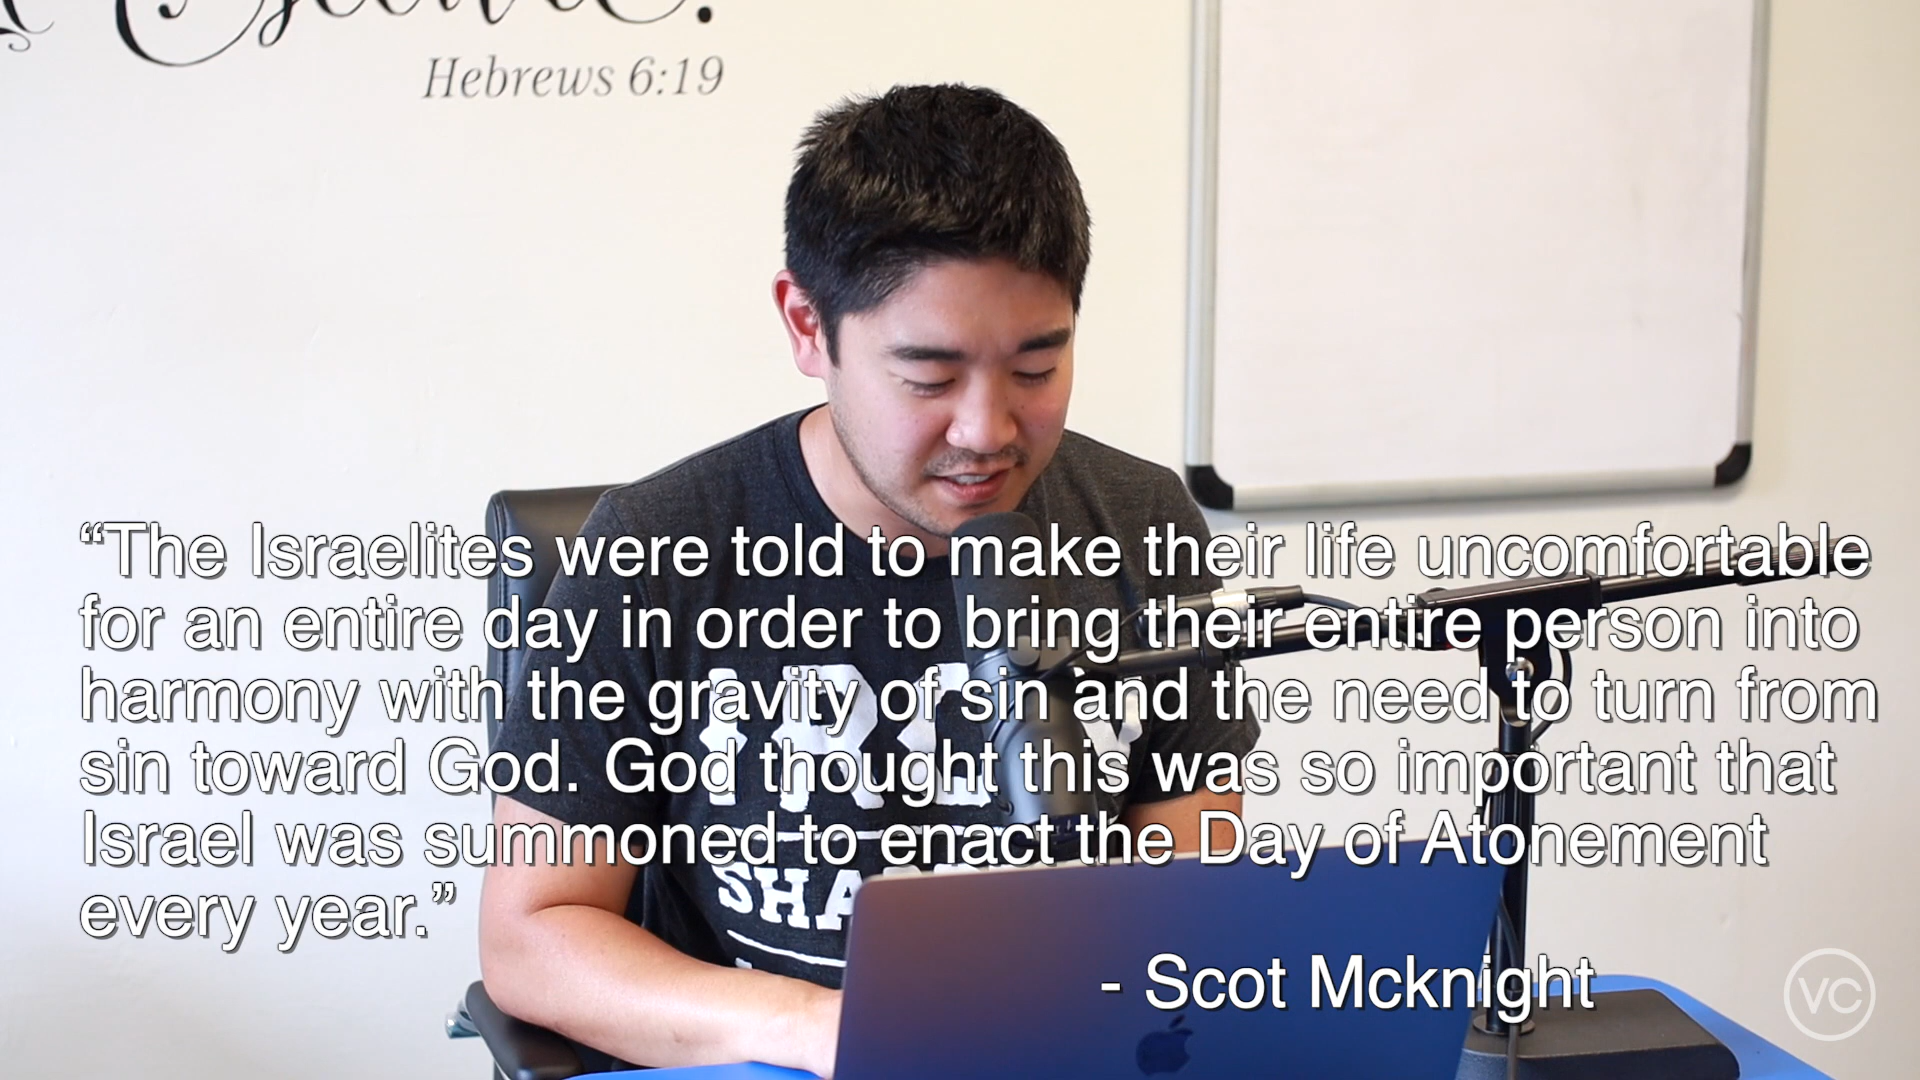 Hebrews 6:19
“The Israelites were told to make their life uncomfortable
for an entire day in order to bring their entire person into
harmony with the gravity of sin and the need to turn from
sin toward God. God thought this was so important that
Israel was summoned to enact the Day of Atonement
every year.”
- Scot Mcknight
VC